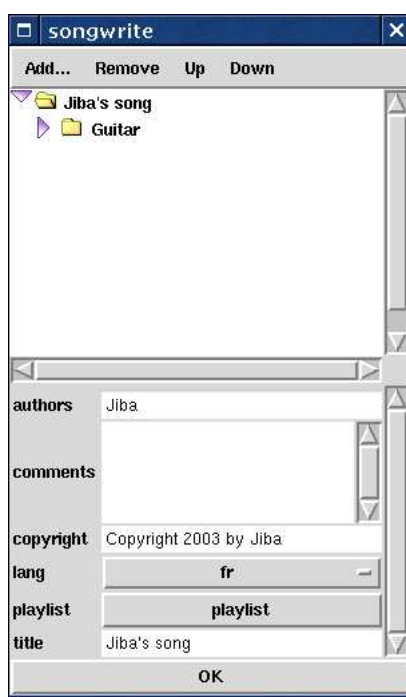 songwrite
Add... Remove Up Down
Jiba's song
Guitar
authors Jiba
comments
copyright Copyright 2003 by Jiba
lang fr
playlist playlist
title Jiba's song
OK